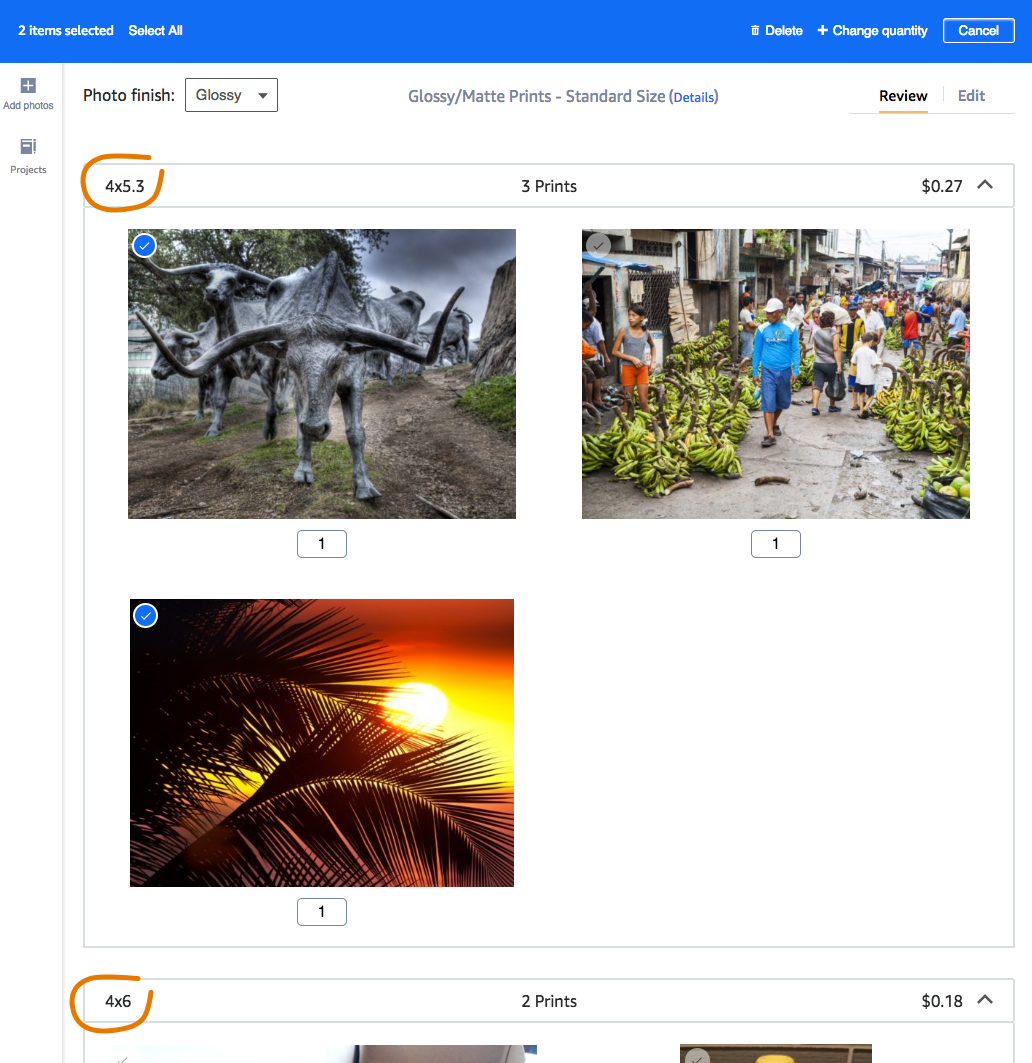 2 items selected Select All Delete + Change quantity Cancel
Add photos
Projects
Photo finish: Glossy Glossy/Matte Prints - Standard Size (Details) Review Edit
4x5.3 3 Prints $0.27
1 1
1
4x6 2 Prints $0.18